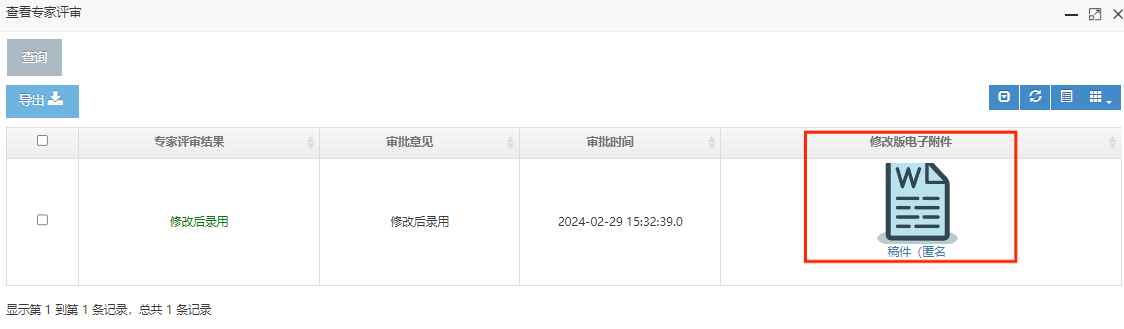 查看专家评审
查询
导出
专家评审结果 审批意见 审批时间 修改版电子附件
修改后录用 修改后录用 2024-02-29 15:32:39.0
W
稿件（匿名
显示第 1 到第 1 条记录，总共 1 条记录